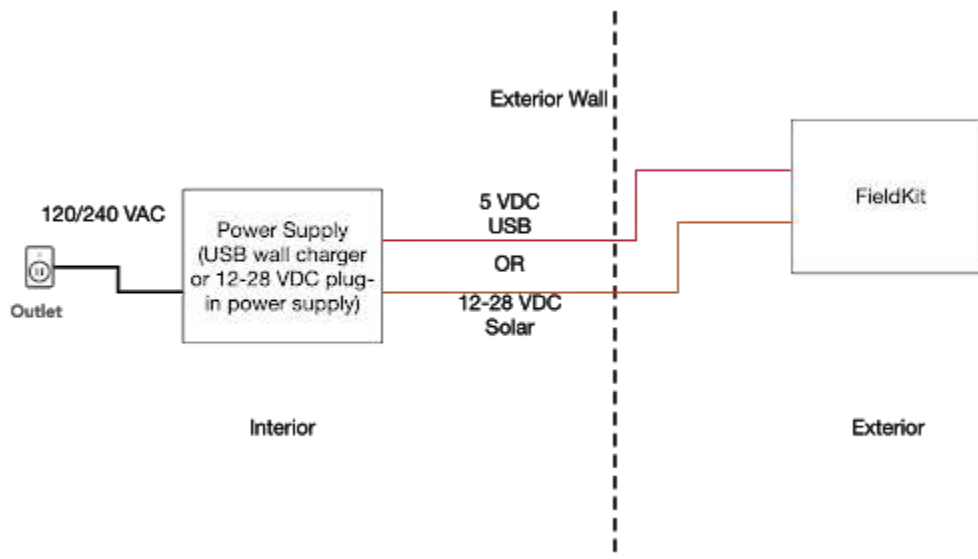 Exterior Wall
120/240 VAC
Outlet
Power Supply
(USB wall charger
or 12-28 VDC plug-
in power supply)
5 VDC
USB
OR
12-28 VDC
Solar
FieldKit
Interior
Exterior